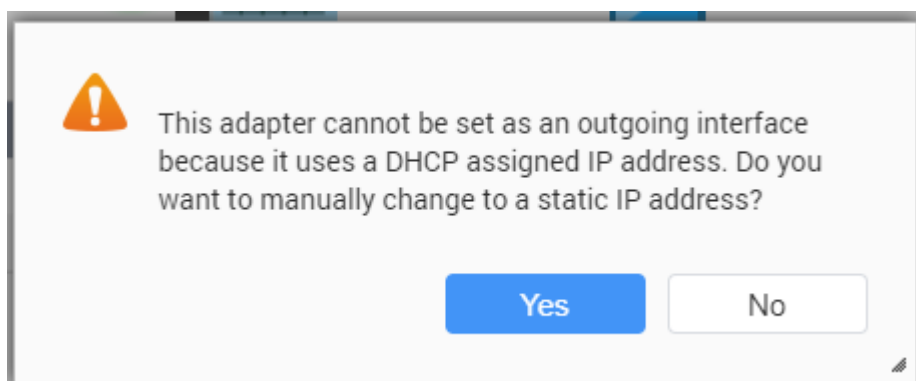 This adapter cannot be set as an outgoing interface
because it uses a DHCP assigned IP address. Do you
want to manually change to a static IP address?
Yes
No